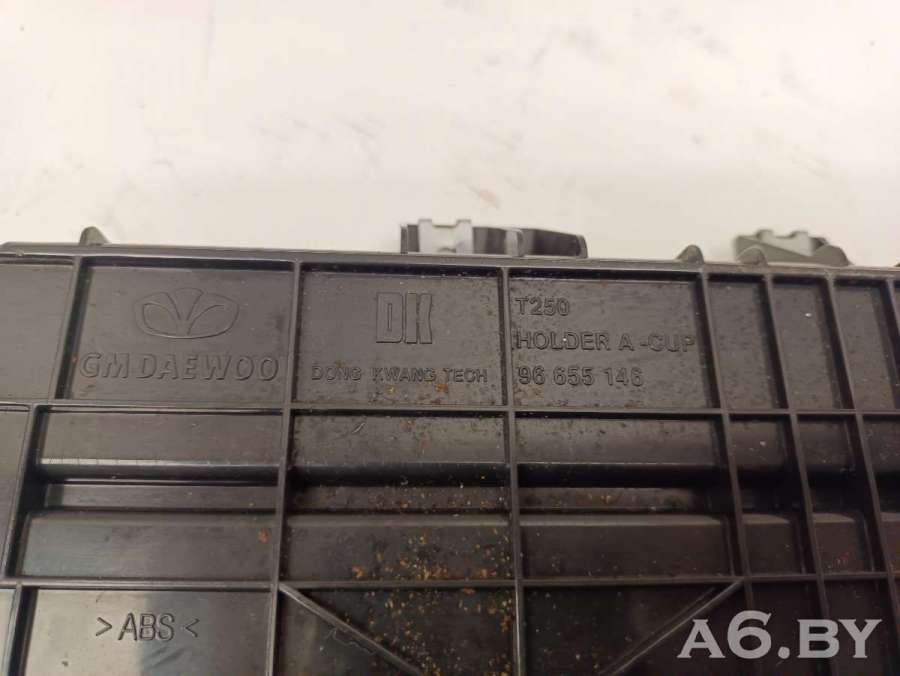 GM DAEWOO
DK
DONG KWANG TECH
T250
HOLDER A -CUP
96 655 146
>ABS<
A6.BY